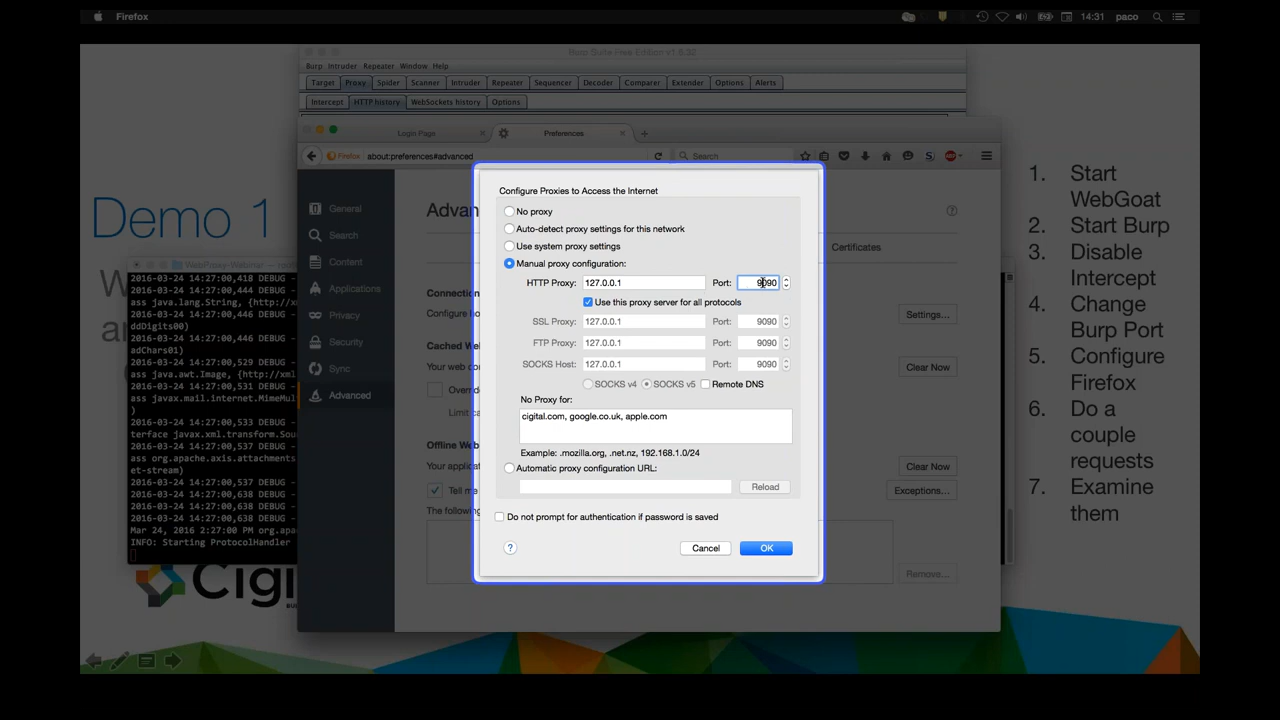 Firefox
14:31 paco
Burp Suite Free Edition v1.6.32
Burp Intruder Repeater Window Help
Target Proxy Spider Scanner Intruder Repeater Sequencer Decoder Comparer Extender Options Alerts
Intercept HTTP history WebSockets history Options
Login Page
Preferences
Firefox about:preferences#advanced
Search
General
Search
Content
Applications
Privacy
Security
Sync
Advanced
Certificates
Connection
Settings...
Clear Now
Clear Now
Exceptions...
Remove...
Configure Proxies to Access the Internet
No proxy
Auto-detect proxy settings for this network
Use system proxy settings
Manual proxy configuration:
HTTP Proxy: 127.0.0.1 Port: 9090
Use this proxy server for all protocols
SSL Proxy: 127.0.0.1 Port: 9090
FTP Proxy: 127.0.0.1 Port: 9090
SOCKS Host: 127.0.0.1 Port: 9090
SOCKS v4 SOCKS v5 Remote DNS
No Proxy for:
cigital.com, google.co.uk, apple.com
Example: .mozilla.org, .net.nz, 192.168.1.0/24
Automatic proxy configuration URL:
Reload
Do not prompt for authentication if password is saved
? Cancel OK
Demo 1
WebProxy-Webinar
2016-03-24 14:27:00,418 DEBUG -
ass java.lang.String, {http://x
2016-03-24 14:27:00,446 DEBUG -
ddDigits00)
2016-03-24 14:27:00,446 DEBUG -
addChars01)
2016-03-24 14:27:00,529 DEBUG -
ass java.awt.Image, {http://xml
2016-03-24 14:27:00,530 DEBUG -
ass javax.mail.internet.MimeMul
)
2016-03-24 14:27:00,533 DEBUG -
terface javax.xml.transform.Sou
2016-03-24 14:27:00,537 DEBUG -
ass org.apache.axis.attachments
et-stream)
2016-03-24 14:27:00,537 DEBUG -
2016-03-24 14:27:00,638 DEBUG -
2016-03-24 14:27:00,638 DEBUG -
2016-03-24 14:27:00,638 DEBUG -
Mar 24, 2016 2:27:00 PM org.apa
INFO: Starting ProtocolHandler
Cigi
1. Start
WebGoat
2. Start Burp
3. Disable
Intercept
4. Change
Burp Port
5. Configure
Firefox
6. Do a
couple
requests
7. Examine
them